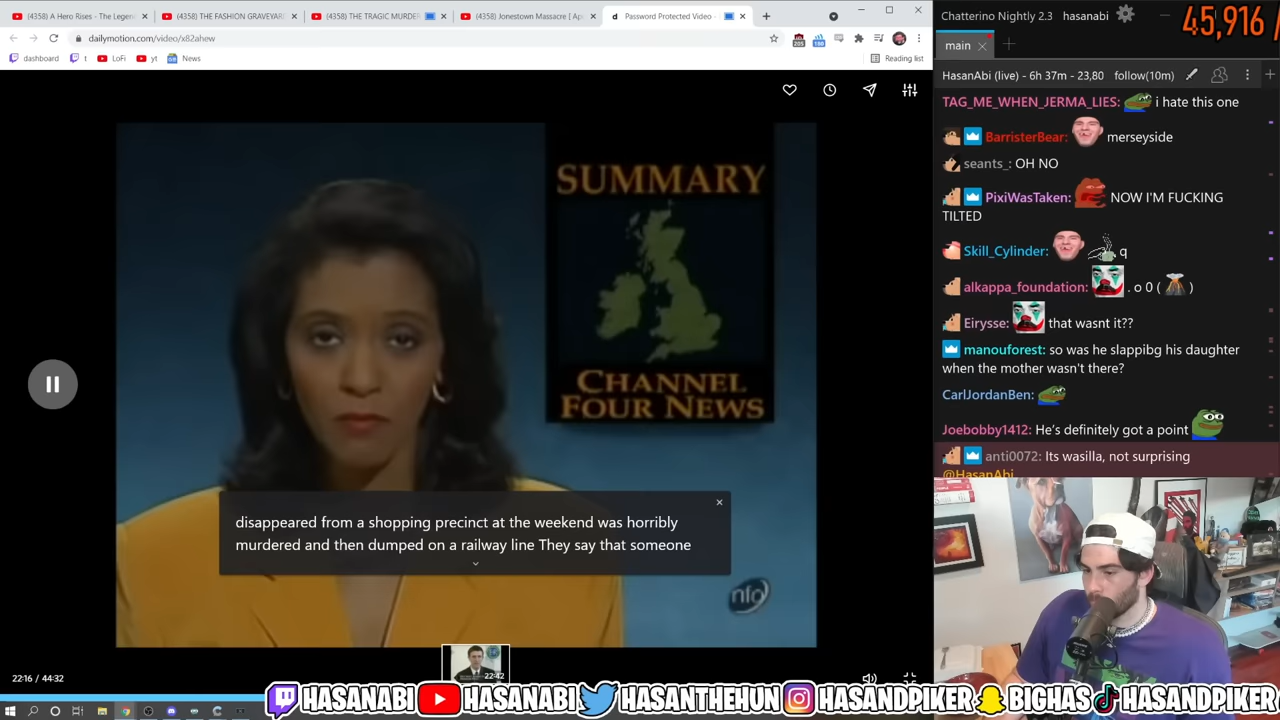 (4358) A Hero Rises - The Legen
(4358) THE FASHION GRAVEYAR
(4358) THE TRAGIC MURDER
(4358) Jonestown Massacre [ Ap
Password Protected Video -
dailymotion.com/video/x82ahew
205
198
dashboard
t
LoFi
yt
News
Reading list
SUMMARY
CHANNEL
FOUR NEWS
disappeared from a shopping precinct at the weekend was horribly
murdered and then dumped on a railway line They say that someone
nfo
22:42
22:16 / 44:32
Chatterino Nightly 2.3
hasanabi
45,916 /
main
HasanAbi (live) - 6h 37m - 23,80
follow(10m)
TAG_ME_WHEN_JERMA_LIES: i hate this one
BarristerBear: merseyside
seants_: OH NO
PixiWasTaken: NOW I'M FUCKING
TILTED
Skill_Cylinder: q
alkappa_foundation: . o 0 ( )
Eirysse: that wasnt it??
manouforest: so was he slappibg his daughter
when the mother wasn't there?
CarlJordanBen:
Joebobby1412: He's definitely got a point
anti0072: Its wasilla, not surprising
@HasanAbi
HASANABI
HASANABI
HASANTHEHUN
HASANDPIKER
BIGHAS
HASANDPIKER